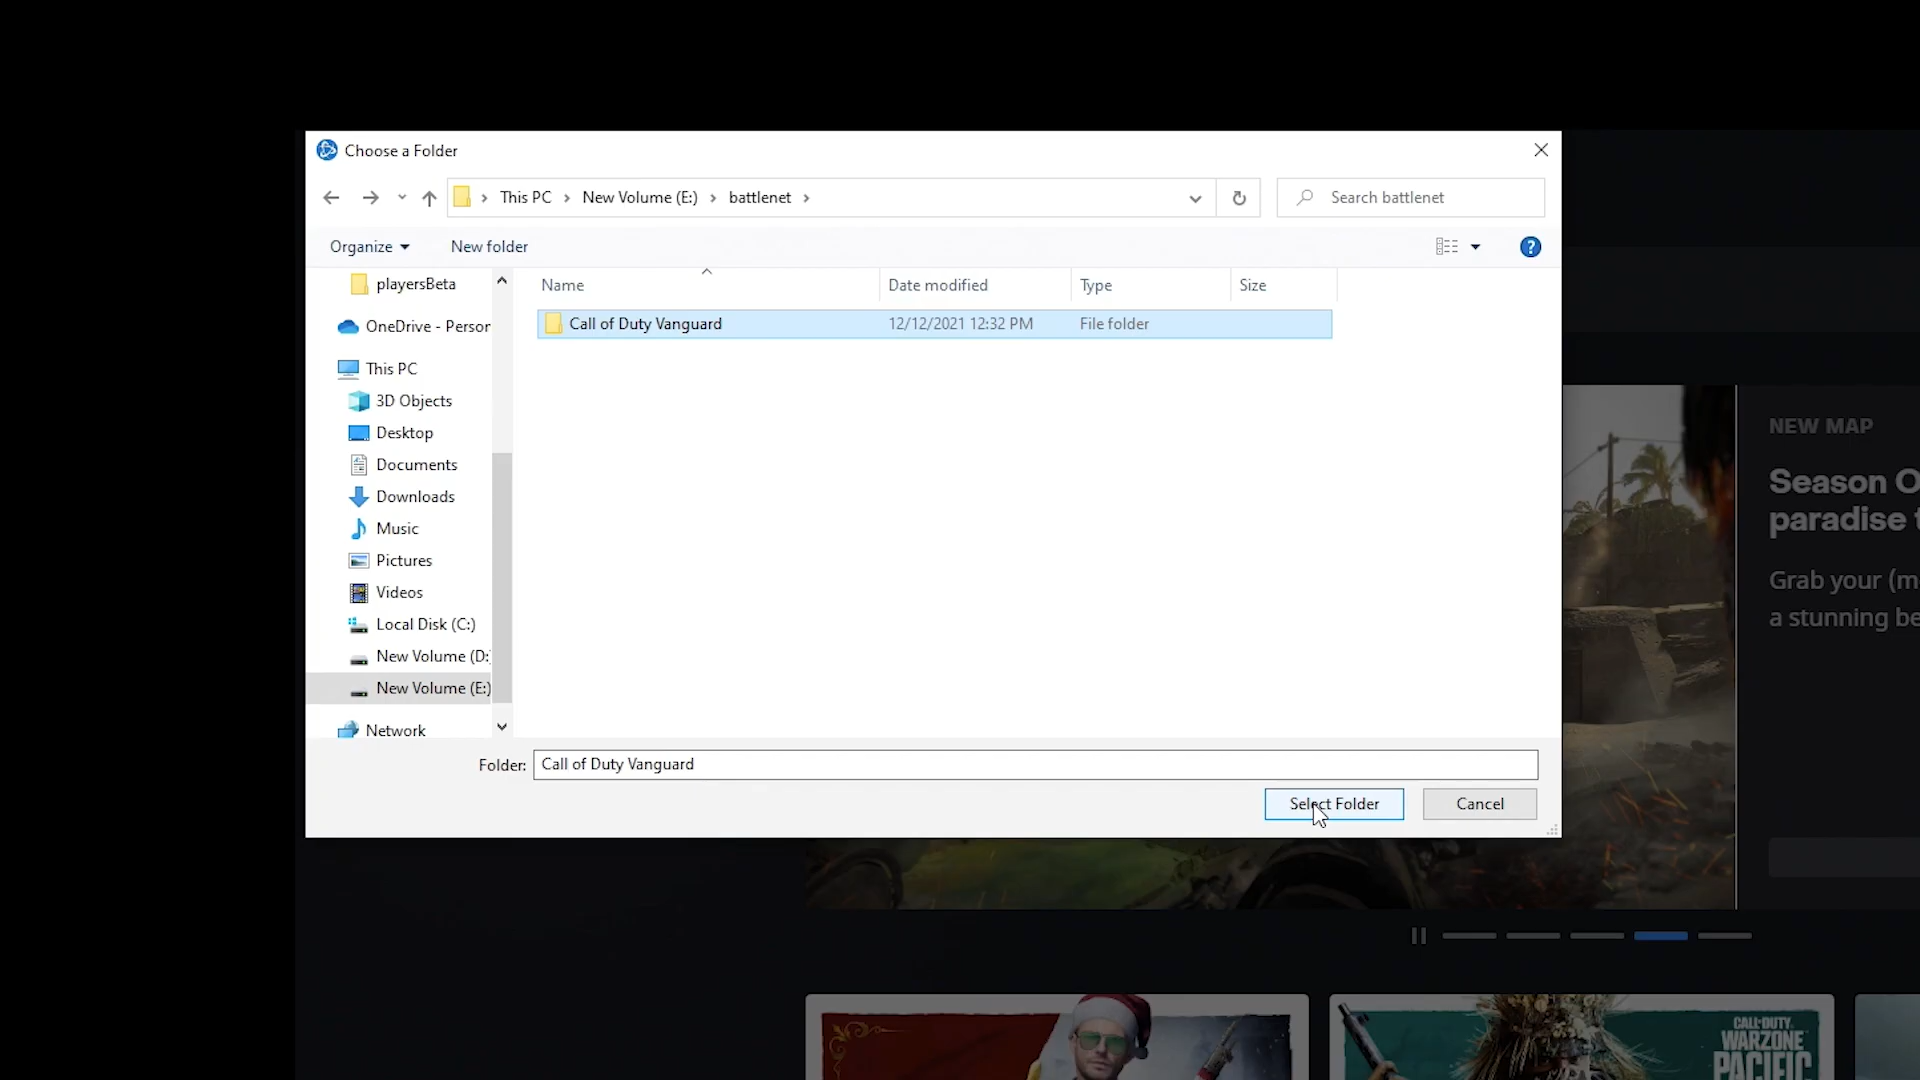 Choose a Folder
This PC
New Volume (E:)
battlenet
Search battlenet
Organize
New folder
?
Name
Date modified
Type
Size
Call of Duty Vanguard
12/12/2021 12:32 PM
File folder
playersBeta
OneDrive - Person
This PC
3D Objects
Desktop
Documents
Downloads
Music
Pictures
Videos
Local Disk (C:)
New Volume (D:
New Volume (E:)
Network
Folder:
Call of Duty Vanguard
Select Folder
Cancel
NEW MAP
Season O
paradise t
Grab your (m
a stunning be
CALL·DUTY
WARZONE
PACIFIC